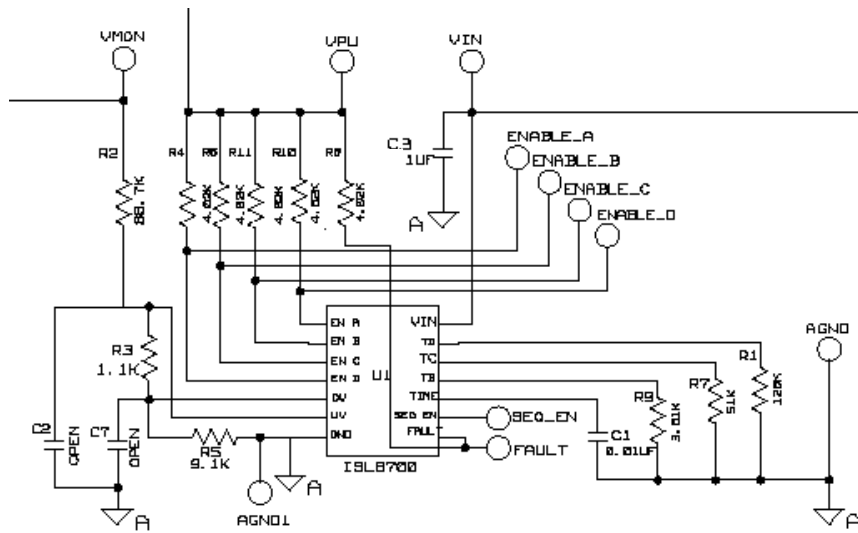 VMON
VPU
VIN
R2
88.7K
R4
R6
R11
R10
R8
4.02K
4.02K
4.02K
4.02K
4.02K
C3
1UF
A
ENABLE_A
ENABLE_B
ENABLE_C
ENABLE_D
R3
1.1K
C2
OPEN
C7
OPEN
R5
9.1K
A
AGND1
A
EN A
EN B
EN C
EN D
OV
UV
GND
U1
VIN
TD
TC
TB
TIME
SEQ EN
FAULT
ISL8700
SEQ_EN
FAULT
C1
0.01UF
R9
3.01K
R7
51K
R1
120K
AGND
A